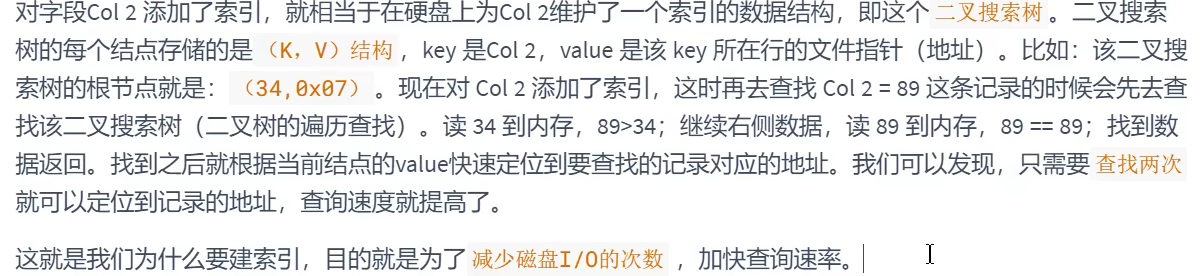 对字段Col 2 添加了索引，就相当于在硬盘上为Col 2维护了一个索引的数据结构，即这个 二叉搜索树 。二叉搜索
树的每个结点存储的是 （K，V）结构 ，key 是Col 2，value 是该 key 所在行的文件指针（地址）。比如：该二叉搜
索树的根节点就是： （34,0x07） 。现在对 Col 2 添加了索引，这时再去查找 Col 2 = 89 这条记录的时候会先去查
找该二叉搜索树（二叉树的遍历查找）。读 34 到内存，89>34；继续右侧数据，读 89 到内存，89 == 89；找到数
据返回。找到之后就根据当前结点的value快速定位到要查找的记录对应的地址。我们可以发现，只需要 查找两次
就可以定位到记录的地址，查询速度就提高了。
这就是我们为什么要建索引，目的就是为了 减少磁盘I/O的次数 ，加快查询速率。